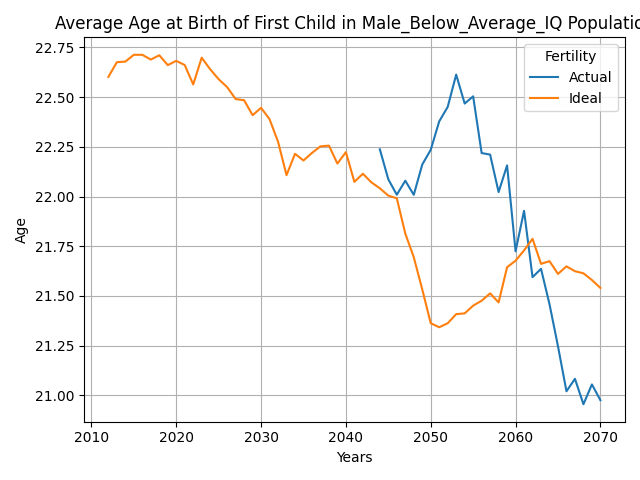 Average Age at Birth of First Child in Male_Below_Average_IQ Populatio
22.75
22.50
22.25
22.00
21.75
21.50
21.25
21.00
Age
Fertility
Actual
Ideal
2010 2020 2030 2040 2050 2060 2070
Years